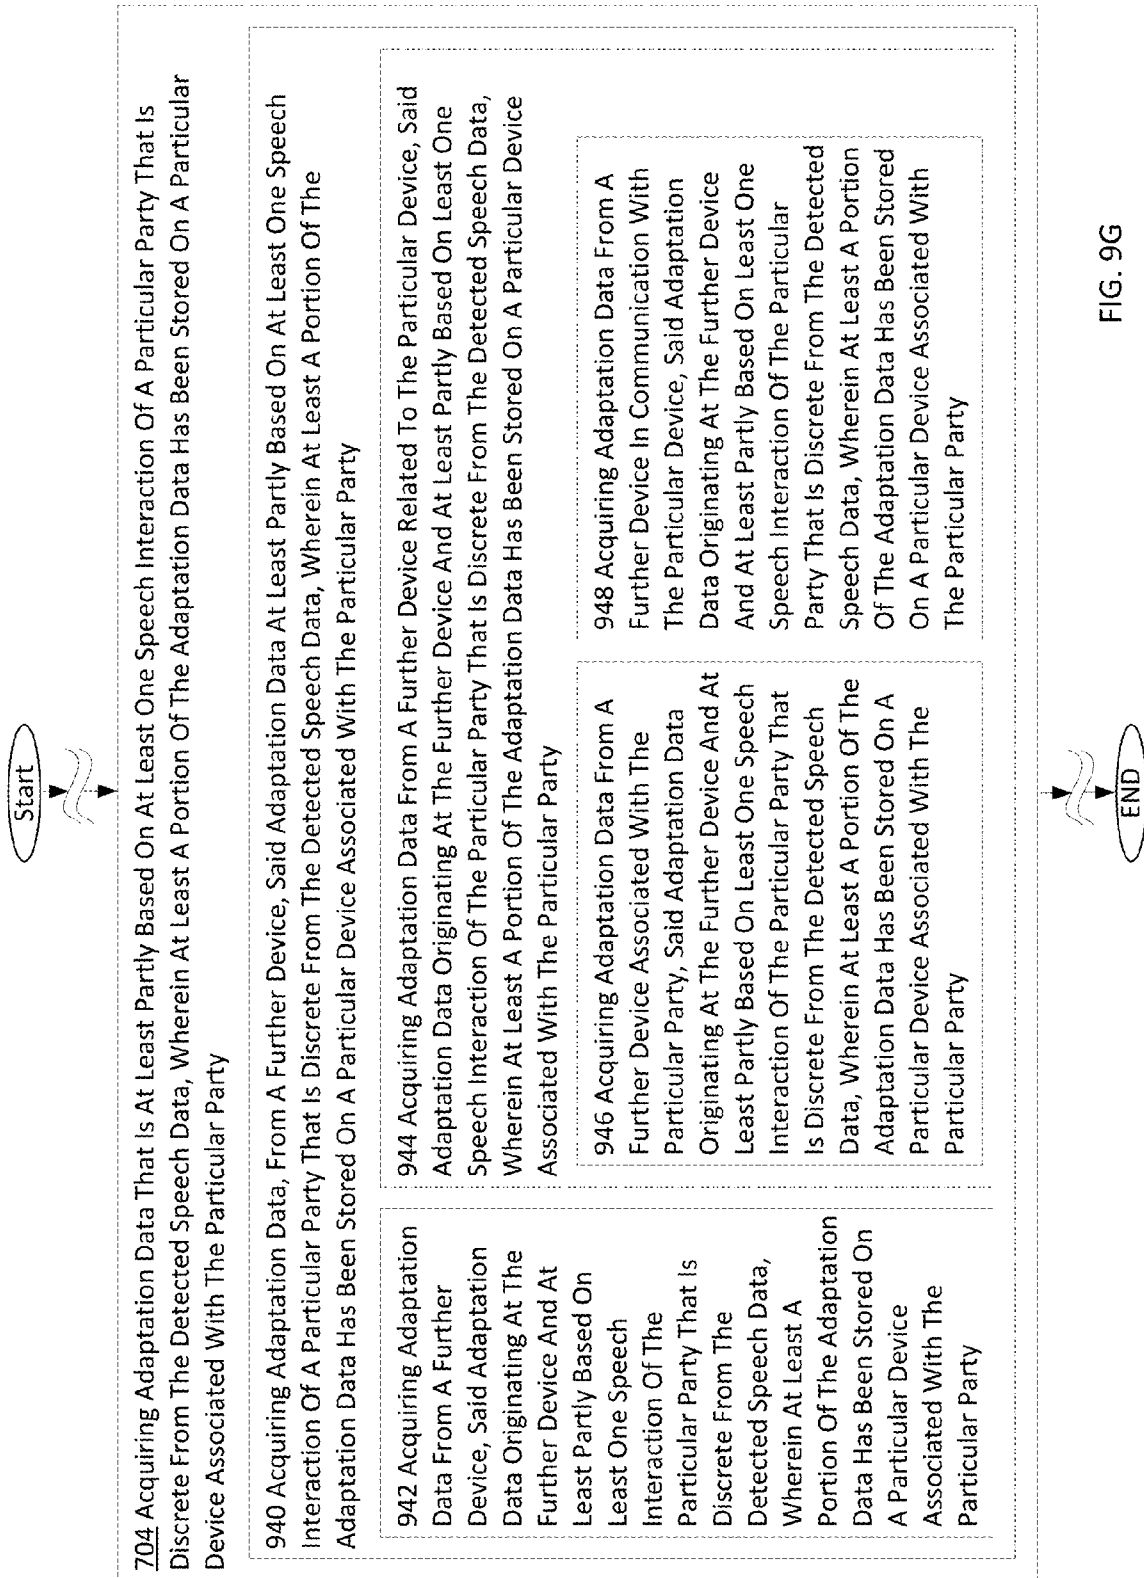 Start
704 Acquiring Adaptation Data That Is At Least Partly Based On At Least One Speech Interaction Of A Particular Party That Is
Discrete From The Detected Speech Data, Wherein At Least A Portion Of The Adaptation Data Has Been Stored On A Particular
Device Associated With The Particular Party
940 Acquiring Adaptation Data, From A Further Device, Said Adaptation Data At Least Partly Based On At Least One Speech
Interaction Of A Particular Party That Is Discrete From The Detected Speech Data, Wherein At Least A Portion Of The
Adaptation Data Has Been Stored On A Particular Device Associated With The Particular Party
942 Acquiring Adaptation
Data From A Further
Device, Said Adaptation
Data Originating At The
Further Device And At
Least Partly Based On
Least One Speech
Interaction Of The
Particular Party That Is
Discrete From The
Detected Speech Data,
Wherein At Least A
Portion Of The Adaptation
Data Has Been Stored On
A Particular Device
Associated With The
Particular Party
944 Acquiring Adaptation Data From A Further Device Related To The Particular Device, Said
Adaptation Data Originating At The Further Device And At Least Partly Based On Least One
Speech Interaction Of The Particular Party That Is Discrete From The Detected Speech Data,
Wherein At Least A Portion Of The Adaptation Data Has Been Stored On A Particular Device
Associated With The Particular Party
946 Acquiring Adaptation Data From A
Further Device Associated With The
Particular Party, Said Adaptation Data
Originating At The Further Device And At
Least Partly Based On Least One Speech
Interaction Of The Particular Party That
Is Discrete From The Detected Speech
Data, Wherein At Least A Portion Of The
Adaptation Data Has Been Stored On A
Particular Device Associated With The
Particular Party
948 Acquiring Adaptation Data From A
Further Device In Communication With
The Particular Device, Said Adaptation
Data Originating At The Further Device
And At Least Partly Based On Least One
Speech Interaction Of The Particular
Party That Is Discrete From The Detected
Speech Data, Wherein At Least A Portion
Of The Adaptation Data Has Been Stored
On A Particular Device Associated With
The Particular Party
END
FIG. 9G